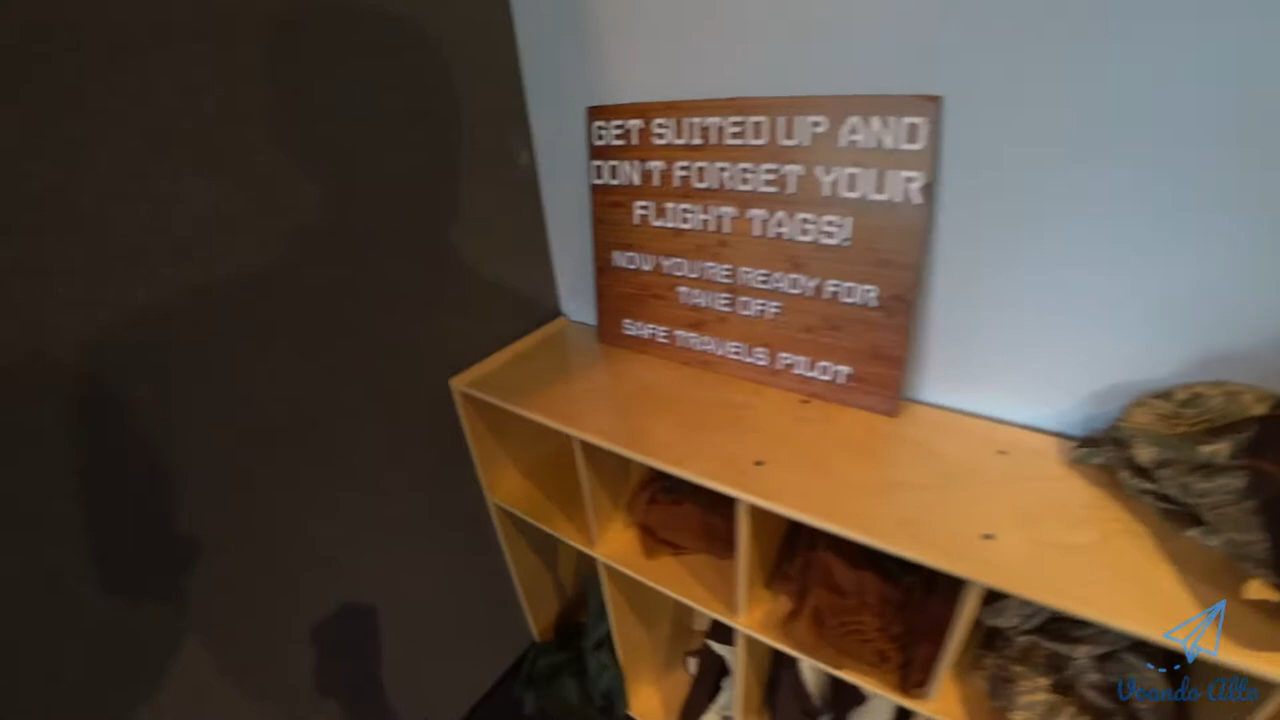 GET SUITED UP AND
DON'T FORGET YOUR
FLIGHT TAGS!
NOW YOU'RE READY FOR
TAKE OFF
SAFE TRAVELS PILOT
Voando Alto